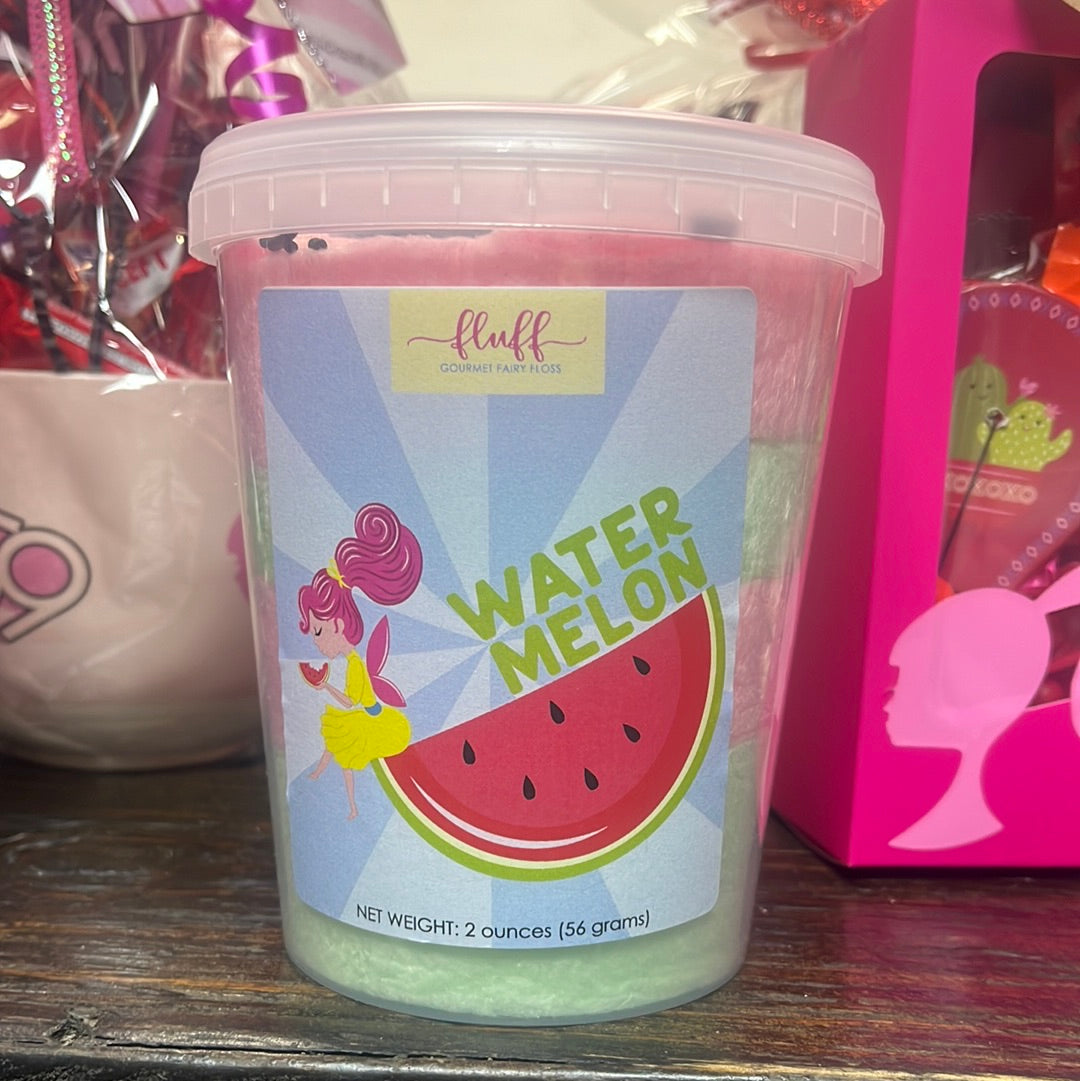 fluff
GOURMET FAIRY FLOSS
WATER
MELON
NET WEIGHT: 2 ounces (56 grams)
XOXOXO